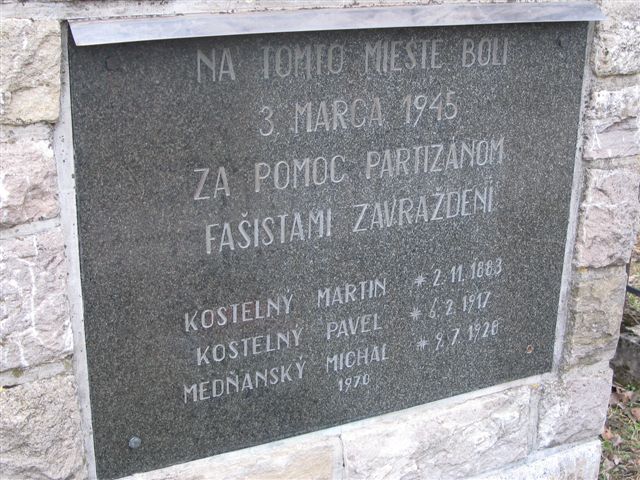 NA TOMTO MIESTE BOLI
3 MARCA 1945
ZA POMOC PARTIZÁNOM
FAŠISTAMI ZAVRAŽDENÍ
KOSTELNÝ MARTIN * 2. 11. 1883
KOSTELNÝ PAVEL * 6. 2. 1917
MEDŇANSKÝ MICHAL * 9. 7. 1928
1970